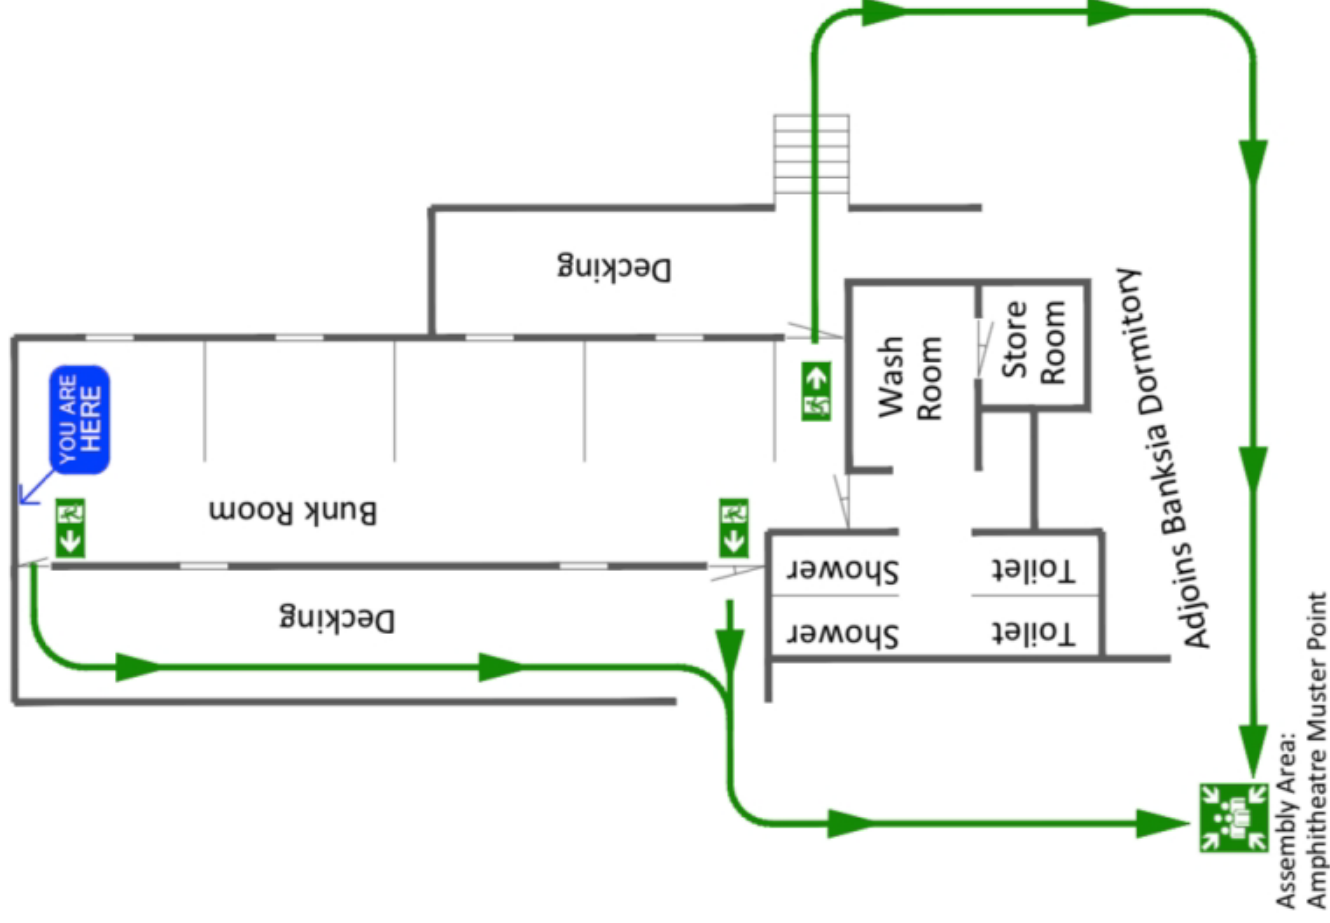 Decking
YOU ARE
HERE
Bunk Room
Decking
Wash
Room
Store
Room
Shower
Toilet
Shower
Toilet
Adjoins Banksia Dormitory
Assembly Area:
Amphitheatre Muster Point